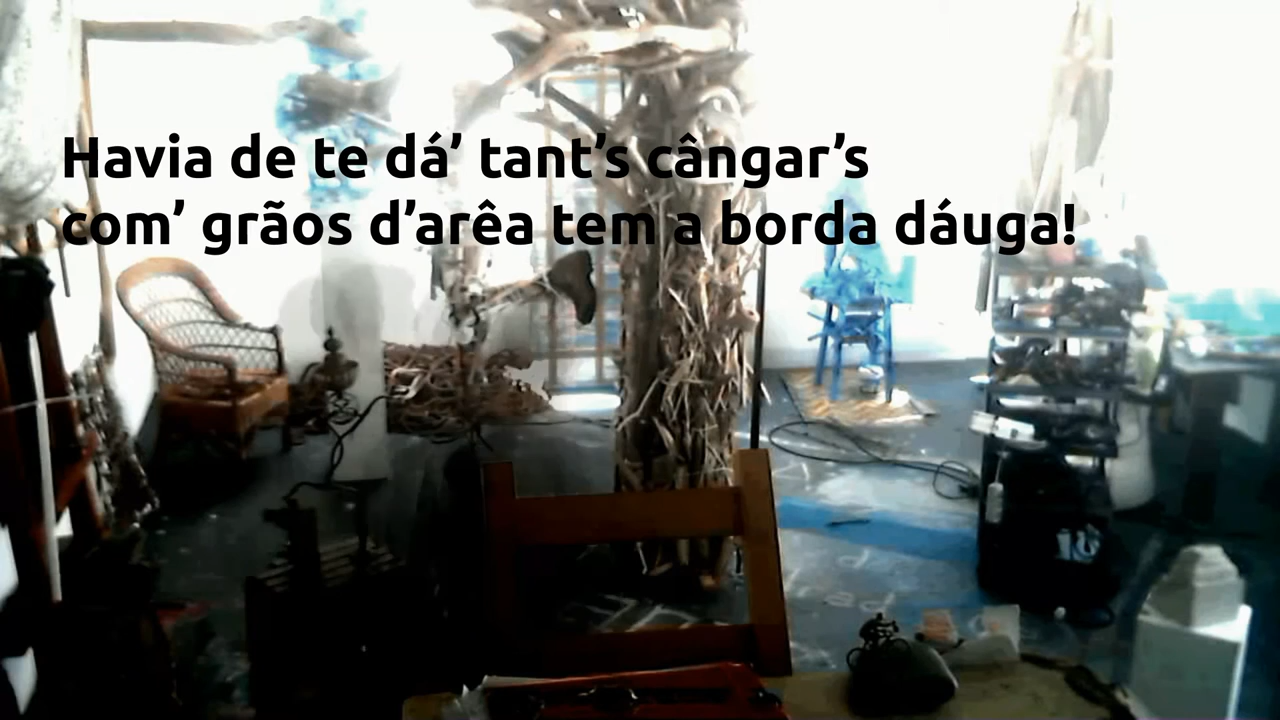 Havia de te dá’ tant’s cângar’s
com’ grãos d’arêa tem a borda dáuga!